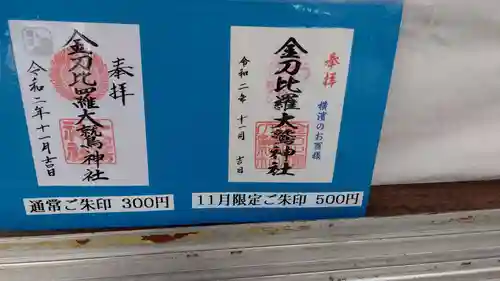 奉拝
金刀比羅大鷲神社
令和二年十一月吉日
通常ご朱印 300円
奉拝
横濱のお酉様
金刀比羅大鷲神社
令和二年 十一月 吉日
11月限定ご朱印 500円